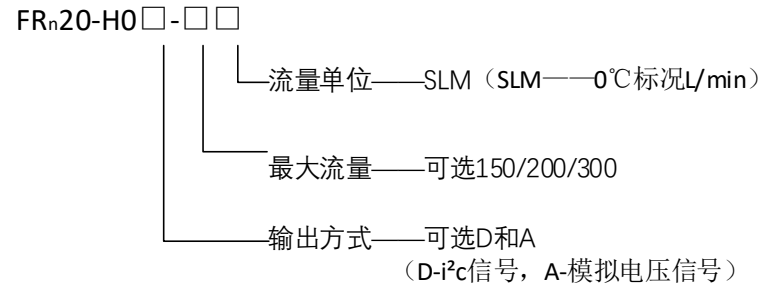 FRn20-H0□-□□
流量单位——SLM（SLM——0℃标况L/min）
最大流量——可选150/200/300
输出方式——可选D和A
（D-i²c信号，A-模拟电压信号）